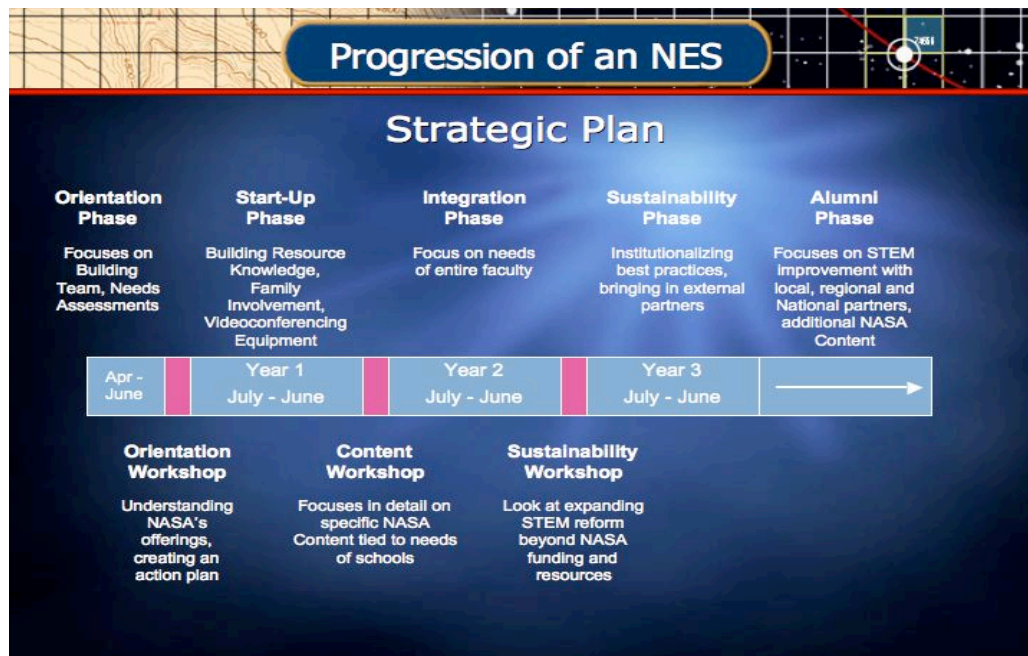 Progression of an NES
Strategic Plan
Orientation
Phase
Focuses on
Building
Team, Needs
Assessments
Start-Up
Phase
Building Resource
Knowledge,
Family
Involvement,
Videoconferencing
Equipment
Integration
Phase
Focus on needs
of entire faculty
Sustainability
Phase
Institutionalizing
best practices,
bringing in external
partners
Alumni
Phase
Focuses on STEM
improvement with
local, regional and
National partners,
additional NASA
Content
Apr -
June
Year 1
July - June
Year 2
July - June
Year 3
July - June
Orientation
Workshop
Understanding
NASA's
offerings,
creating an
action plan
Content
Workshop
Focuses in detail on
specific NASA
Content tied to needs
of schools
Sustainability
Workshop
Look at expanding
STEM reform
beyond NASA
funding and
resources